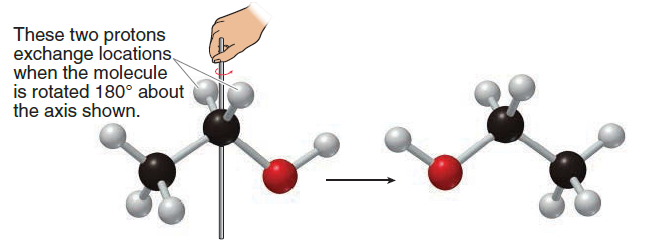 These two protons
exchange locations
when the molecule
is rotated 180° about
the axis shown.